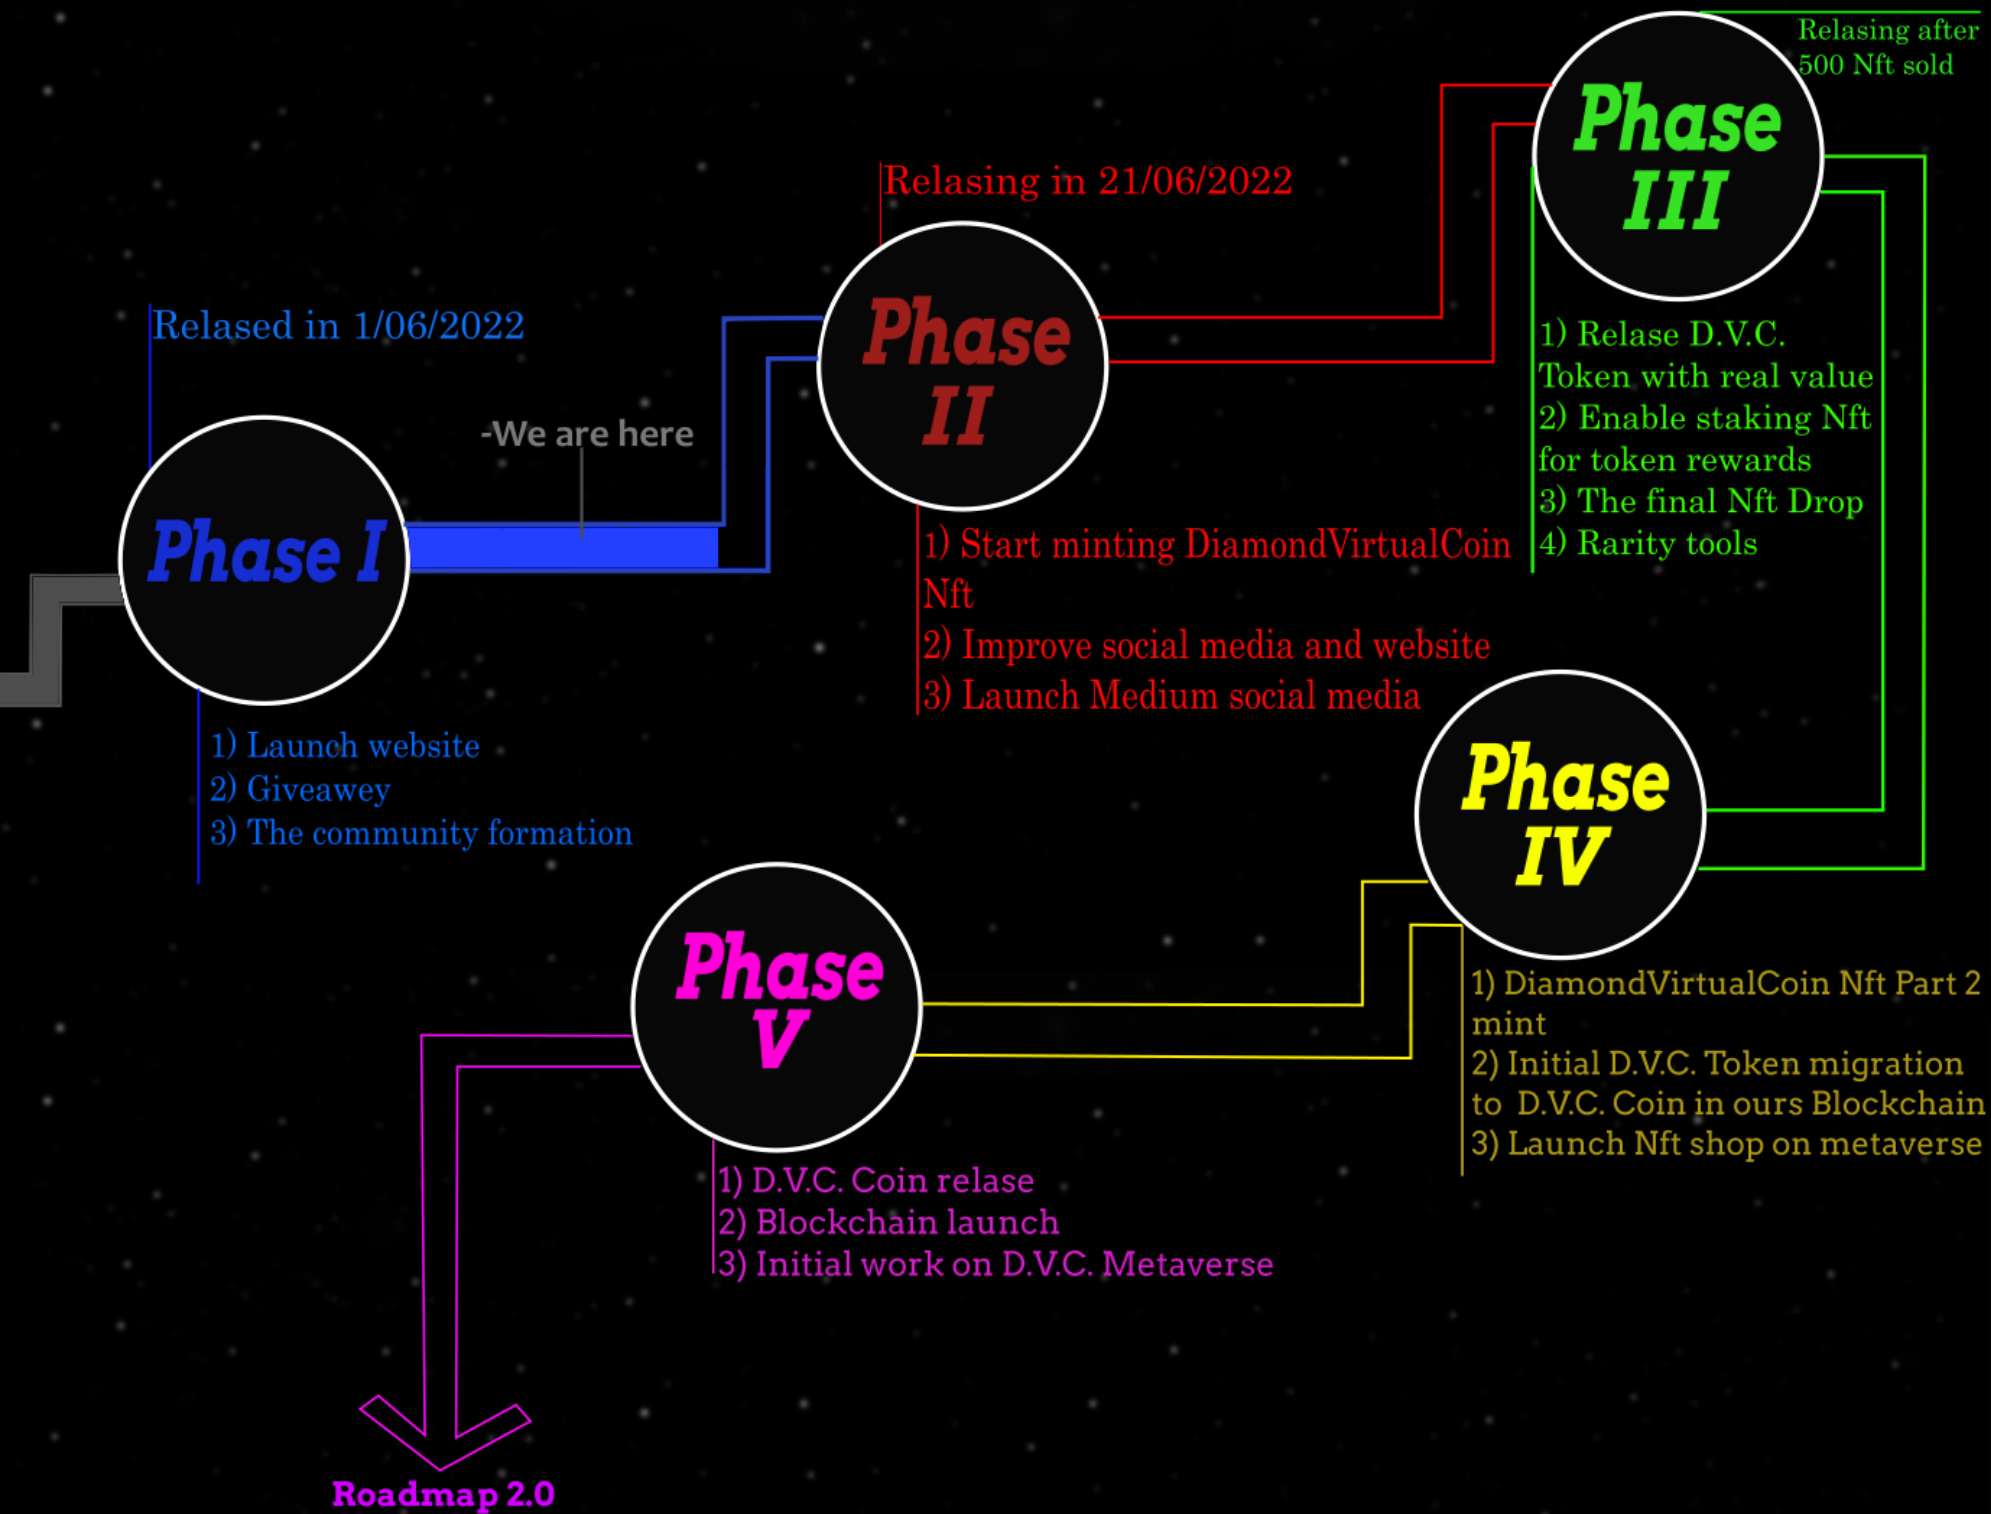 Relased in 1/06/2022
Phase I
-We are here
1) Launch website
2) Giveawey
3) The community formation
Relasing in 21/06/2022
Phase
II
1) Start minting DiamondVirtualCoin
Nft
2) Improve social media and website
3) Launch Medium social media
Relasing after
500 Nft sold
Phase
III
1) Relase D.V.C.
Token with real value
2) Enable staking Nft
for token rewards
3) The final Nft Drop
4) Rarity tools
Phase
IV
1) DiamondVirtualCoin Nft Part 2
mint
2) Initial D.V.C. Token migration
to D.V.C. Coin in ours Blockchain
3) Launch Nft shop on metaverse
Phase
V
1) D.V.C. Coin relase
2) Blockchain launch
3) Initial work on D.V.C. Metaverse
Roadmap 2.0